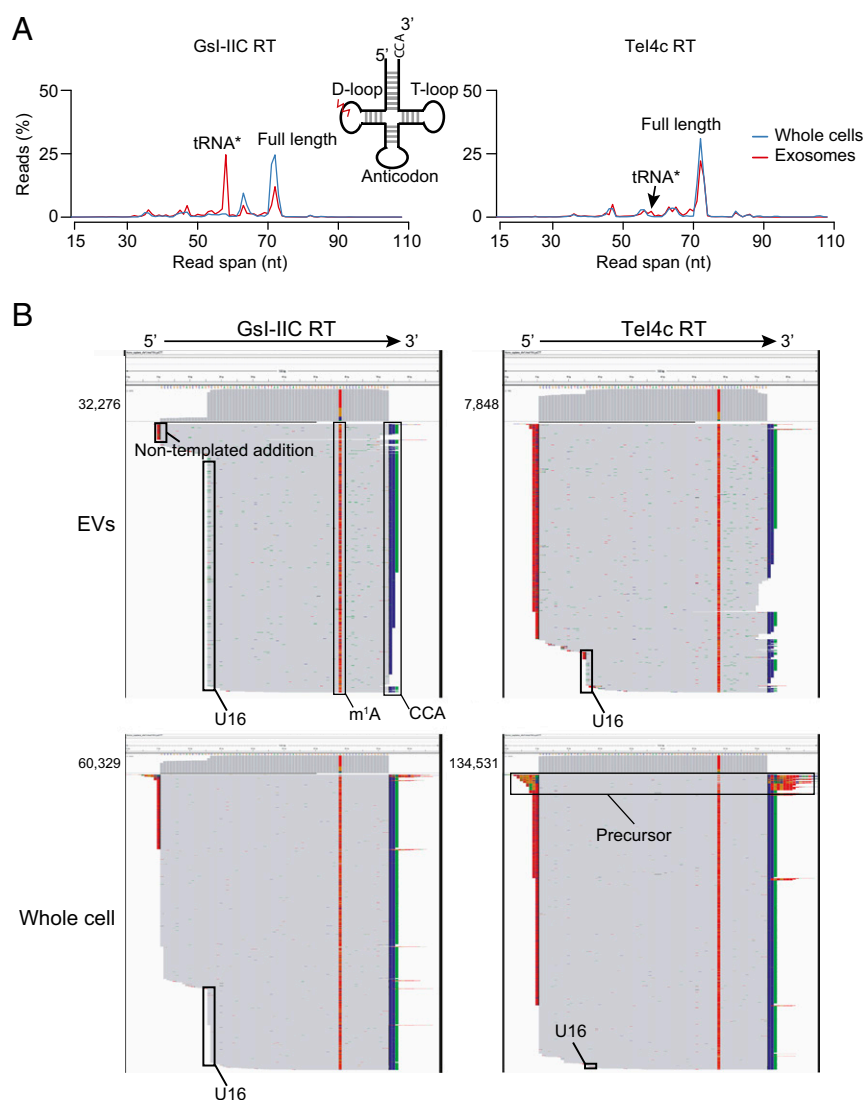 A
GsI-IIC RT
5’
CCA
3’
TeI4c RT
D-loop
T-loop
Anticodon
50
25
0
Reads (%)
tRNA*
Full length
15
30
50
70
90
110
Read span (nt)
50
25
0
Full length
tRNA*
Whole cells
Exosomes
15
30
50
70
90
110
Read span (nt)
B
GsI-IIC RT
5’
3’
TeI4c RT
5’
3’
32,276
Non-templated addition
EVs
U16
m¹A
CCA
7,848
U16
60,329
Whole cell
U16
134,531
Precursor
U16